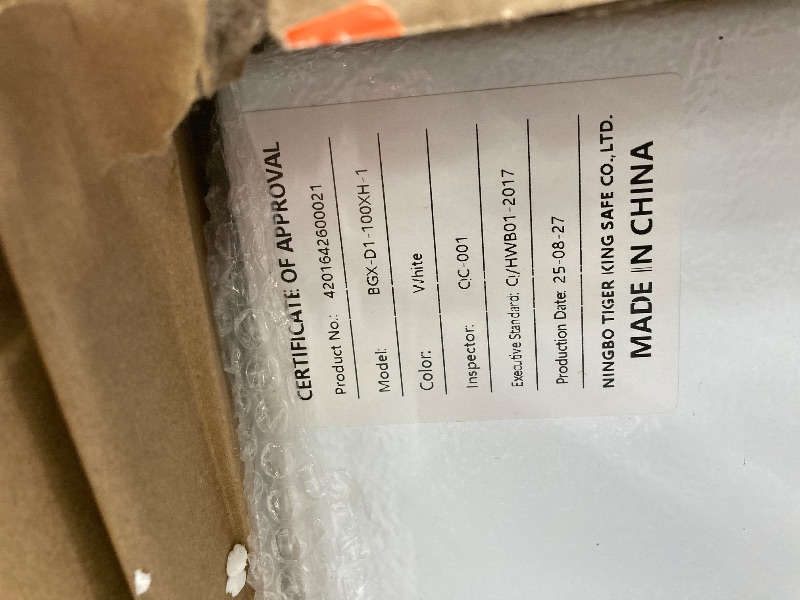 CERTIFICATE OF APPROVAL
Product No.: 4201642600021
Model: BGX-D1-100XH-1
Color: White
Inspector: QC-001
Executive Standard: Q/HWB01-2017
Production Date: 25-08-27
NINGBO TIGER KING SAFE CO.,LTD.
MADE IN CHINA